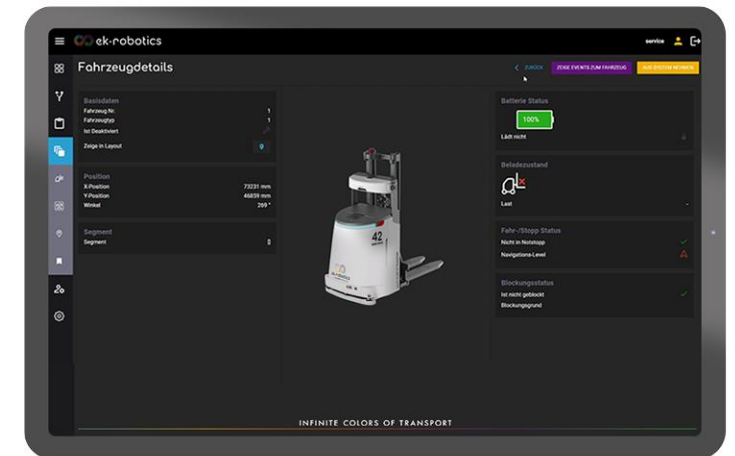 ek-robotics
service
Fahrzeugdetails
ZURÜCK
ZEIGE EVENTS ZUM FAHRZEUG
AUS SYSTEM NEHMEN
Basisdaten
Fahrzeug Nr. 1
Fahrzeugtyp 1
Ist Deaktiviert
Zeige in Layout
Position
X-Position 73231 mm
Y-Position 46839 mm
Winkel 269 °
Segment
Segment 0
42
Batterie Status
100%
Lädt nicht
Beladezustand
Last -
Fahr-/Stopp Status
Nicht in Notstopp
Navigations-Level
Blockungsstatus
Ist nicht geblockt
Blockungsgrund
INFINITE COLORS OF TRANSPORT